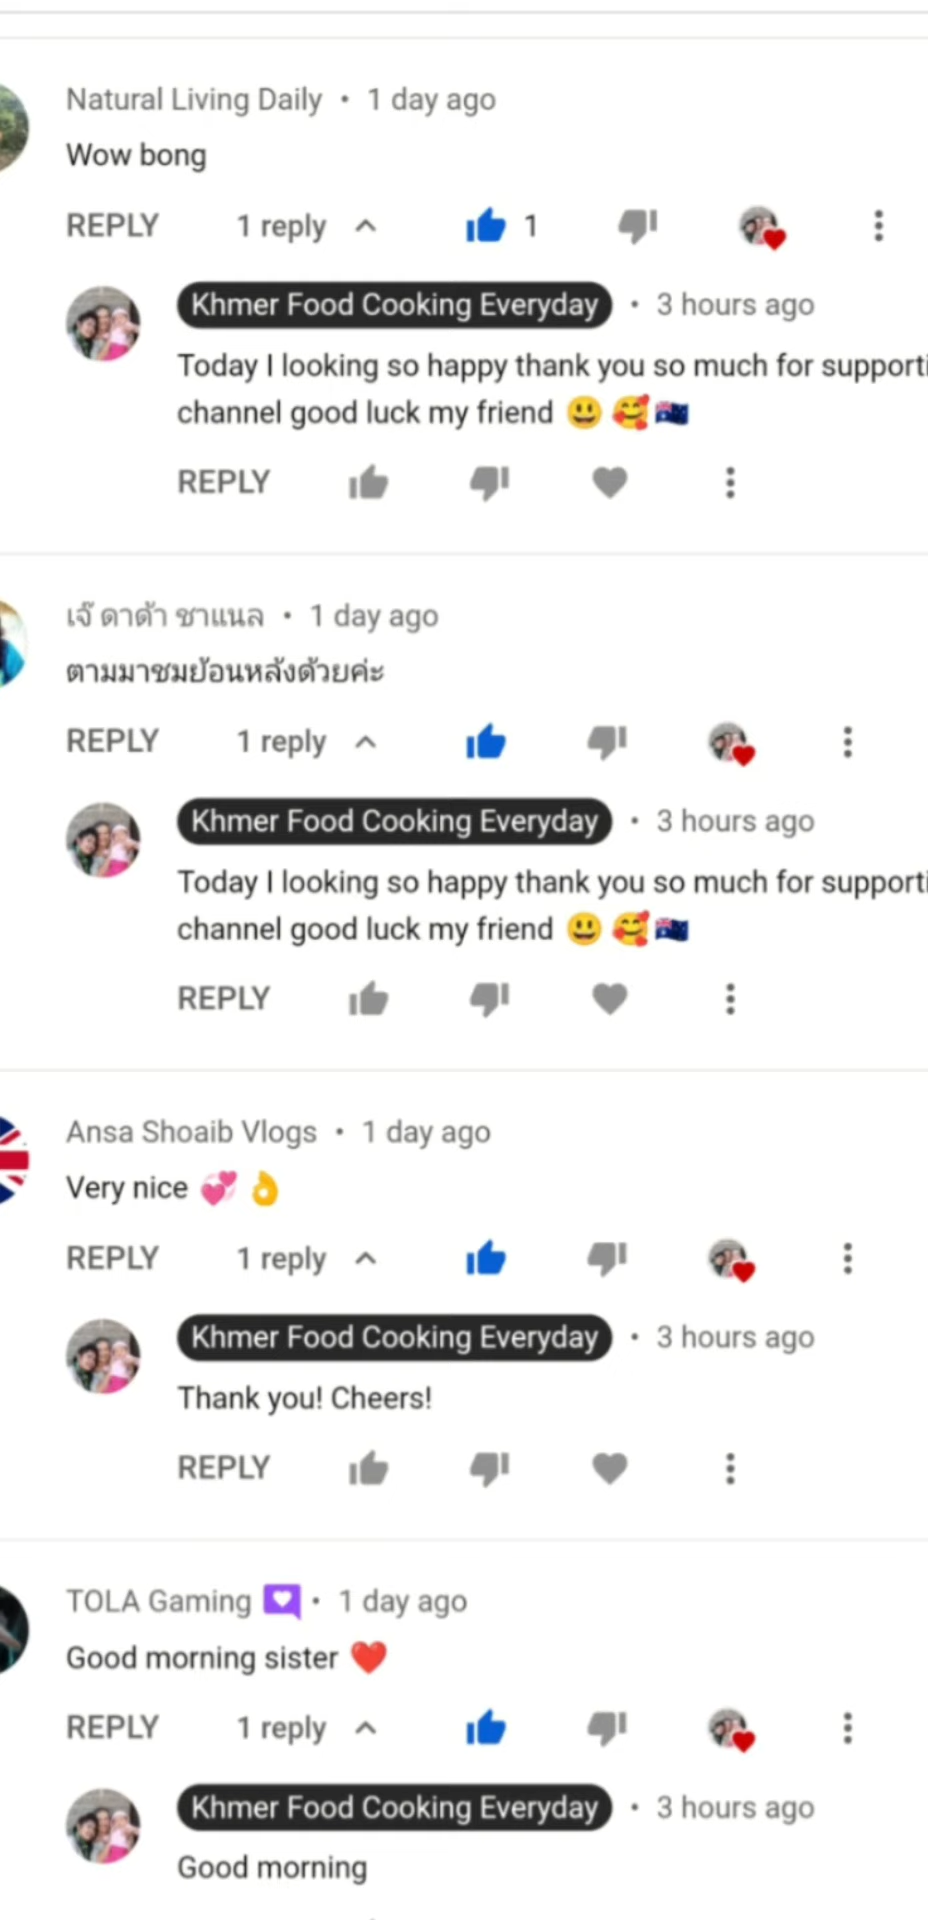 Natural Living Daily • 1 day ago
Wow bong
REPLY 1 reply 1
Khmer Food Cooking Everyday • 3 hours ago
Today I looking so happy thank you so much for supporti
channel good luck my friend 😃 🥰 🇦🇺
REPLY
เจ๊ ดาด้า ชาแนล • 1 day ago
ตามมาชมย้อนหลังด้วยค่ะ
REPLY 1 reply
Khmer Food Cooking Everyday • 3 hours ago
Today I looking so happy thank you so much for supporti
channel good luck my friend 😃 🥰 🇦🇺
REPLY
Ansa Shoaib Vlogs • 1 day ago
Very nice 💞 👌
REPLY 1 reply
Khmer Food Cooking Everyday • 3 hours ago
Thank you! Cheers!
REPLY
TOLA Gaming • 1 day ago
Good morning sister ❤️
REPLY 1 reply
Khmer Food Cooking Everyday • 3 hours ago
Good morning